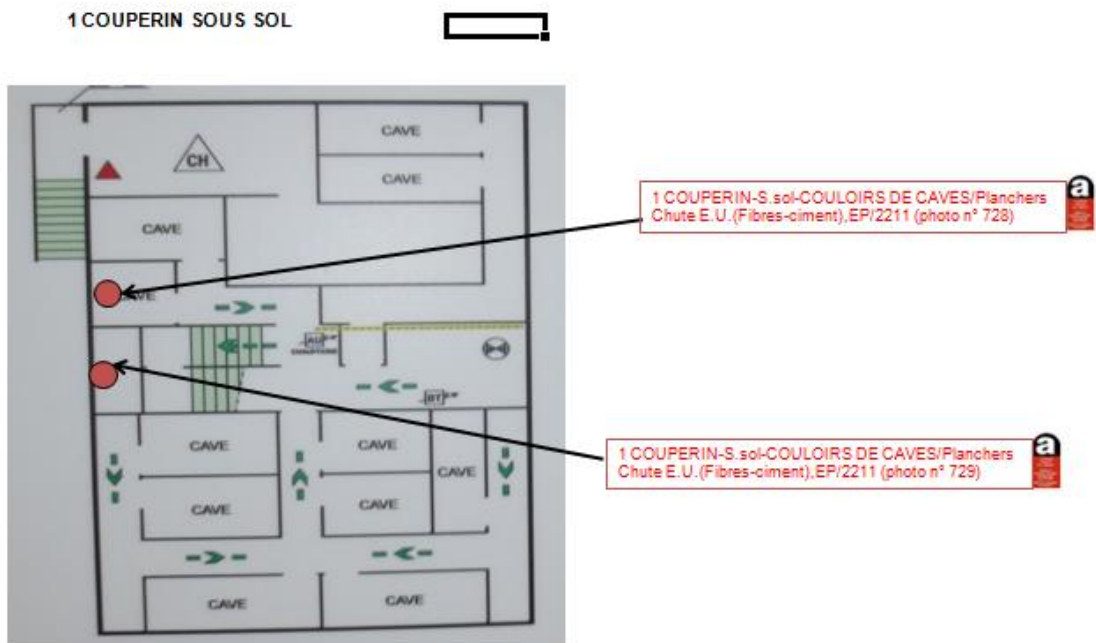 1 COUPERIN SOUS SOL
CAVE
CH
CAVE
CAVE
1 COUPERIN-S.sol-COULOIRS DE CAVES/Planchers
Chute E.U.(Fibres-ciment),EP/2211 (photo n° 728)
a
CAVE
AU
BT
CAVE
CAVE
CAVE
1 COUPERIN-S.sol-COULOIRS DE CAVES/Planchers
Chute E.U.(Fibres-ciment),EP/2211 (photo n° 729)
a
CAVE
CAVE
CAVE
CAVE